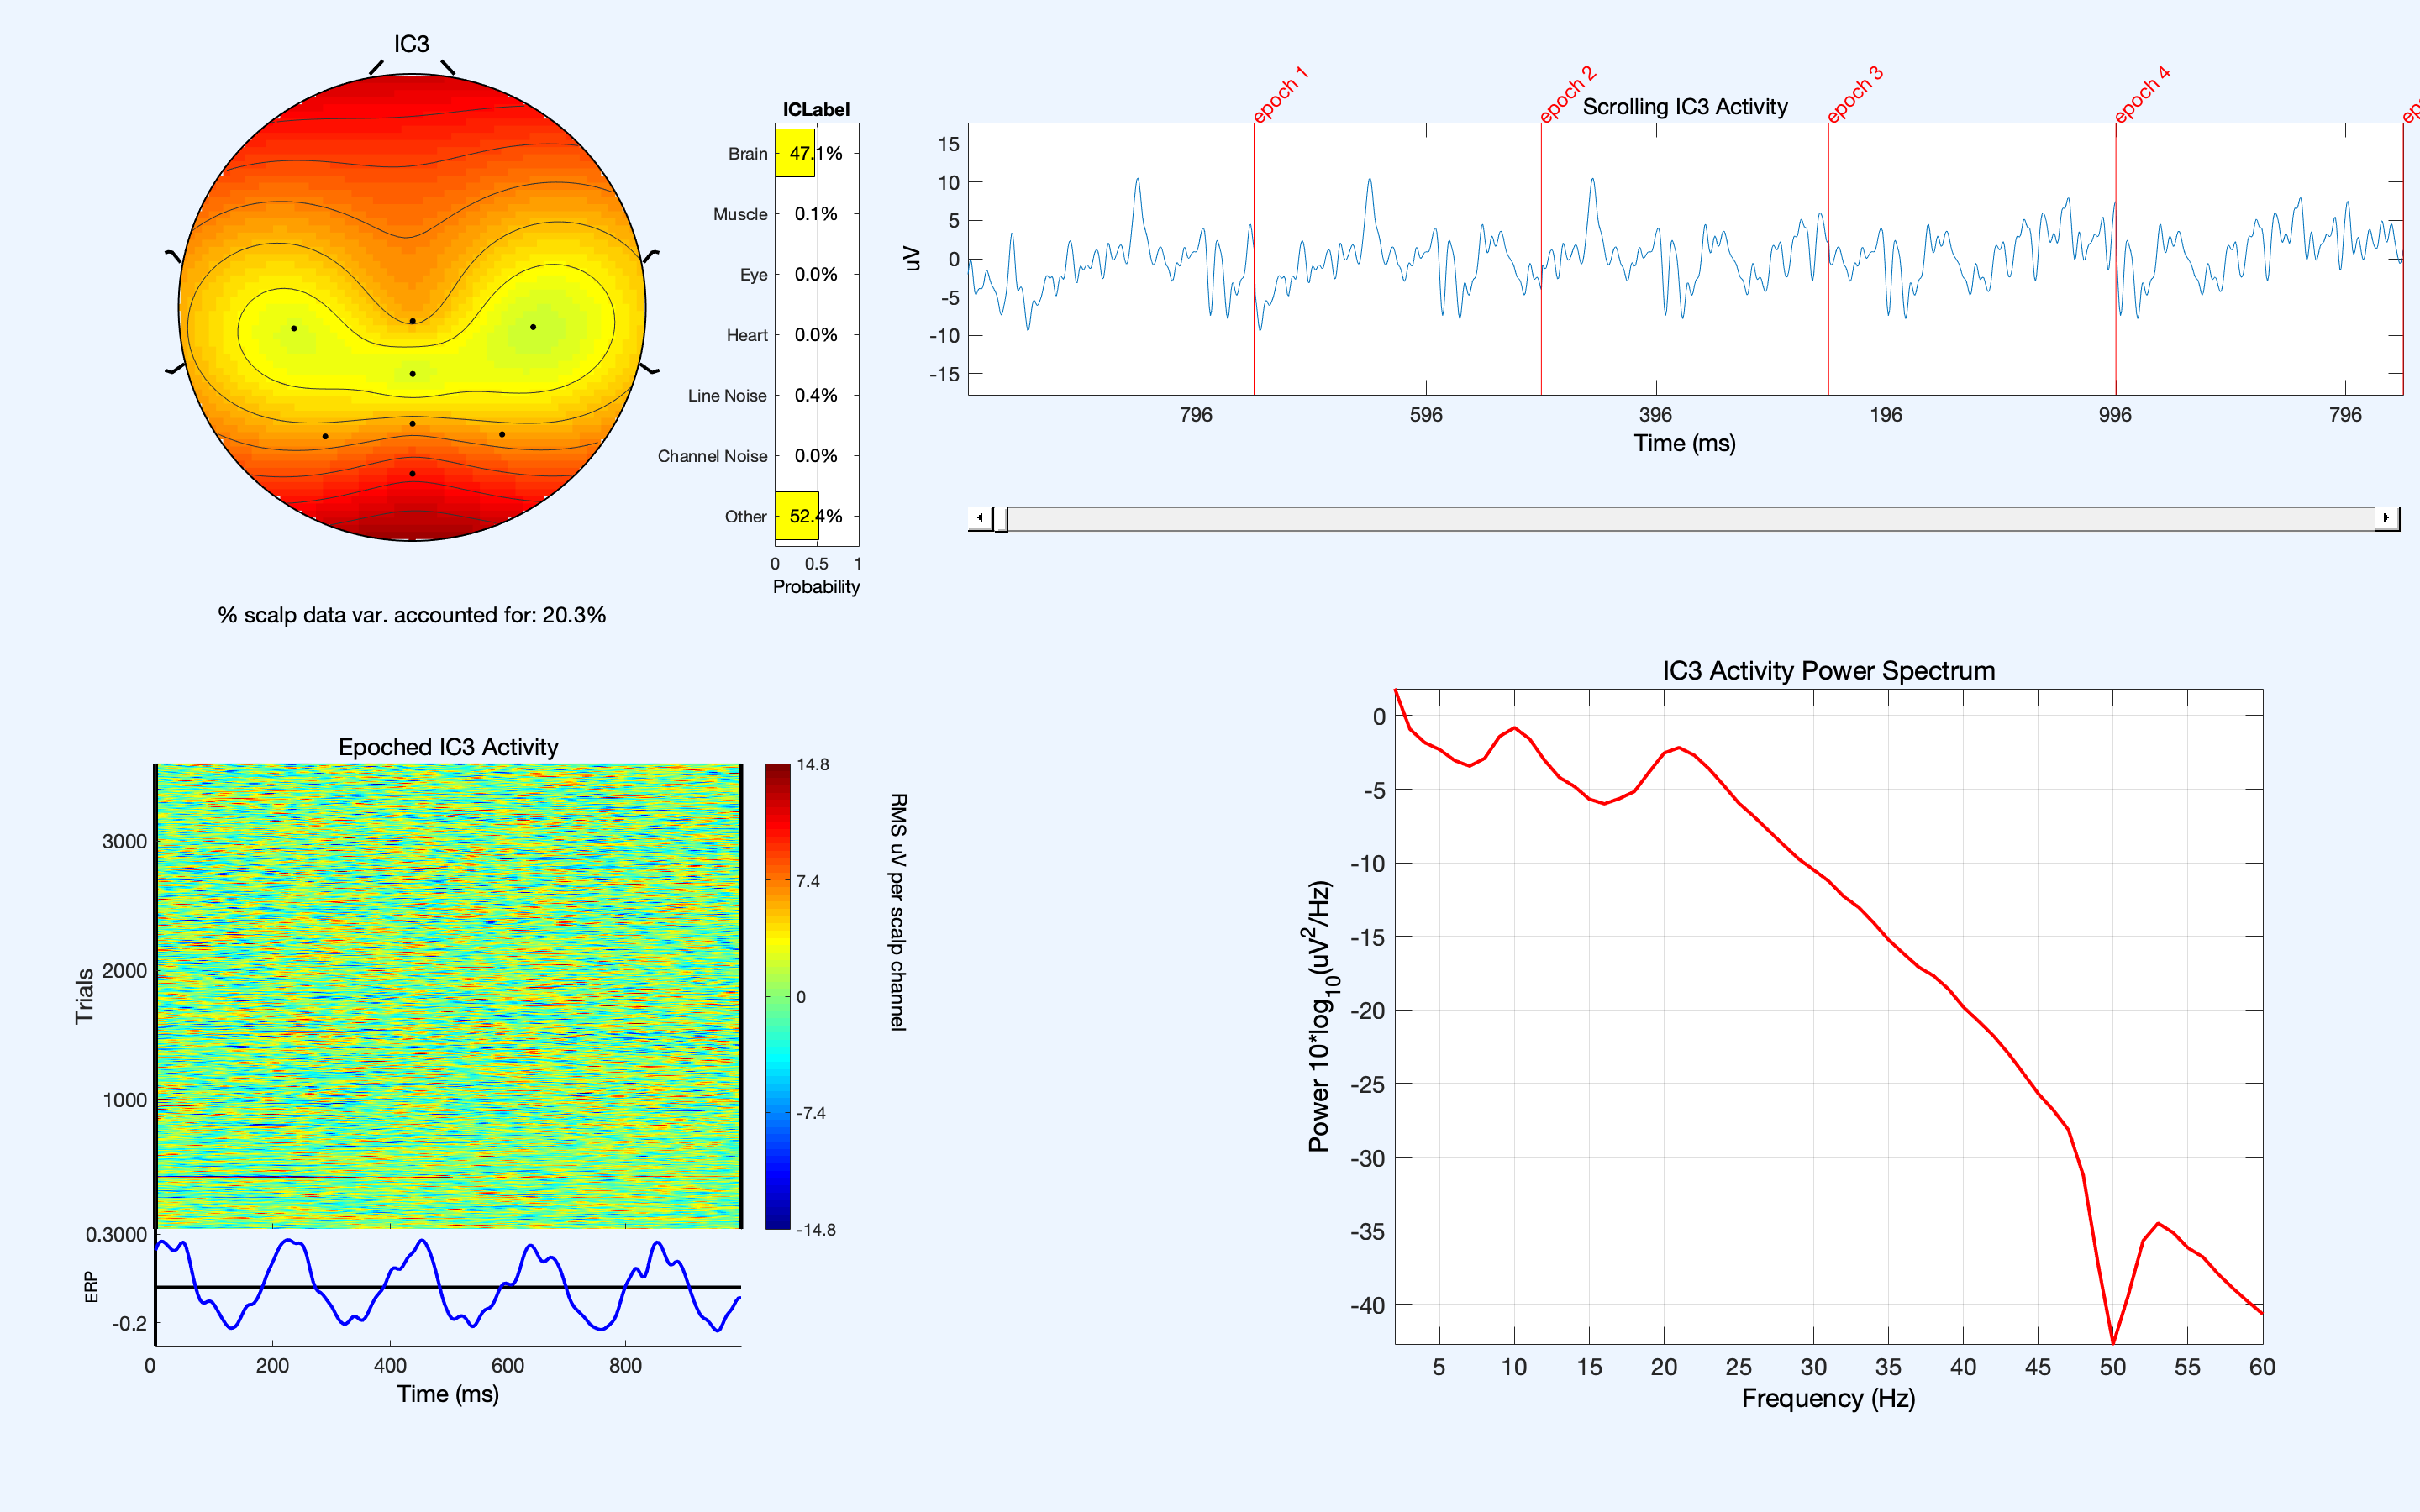 IC3
ICLabel
Brain 47.1%
Muscle 0.1%
Eye 0.0%
Heart 0.0%
Line Noise 0.4%
Channel Noise 0.0%
Other 52.4%
0 0.5 1
Probability
% scalp data var. accounted for: 20.3%
epoch 1
epoch 2
epoch 3
epoch 4
Scrolling IC3 Activity
uV
15
10
5
0
-5
-10
-15
796 596 396 196 996 796
Time (ms)
Epoched IC3 Activity
Trials
3000
2000
1000
14.8
7.4
0
-7.4
-14.8
RMS uV per scalp channel
ERP
0.3000
-0.2
0 200 400 600 800
Time (ms)
IC3 Activity Power Spectrum
Power 10*log10(uV2/Hz)
0
-5
-10
-15
-20
-25
-30
-35
-40
5 10 15 20 25 30 35 40 45 50 55 60
Frequency (Hz)